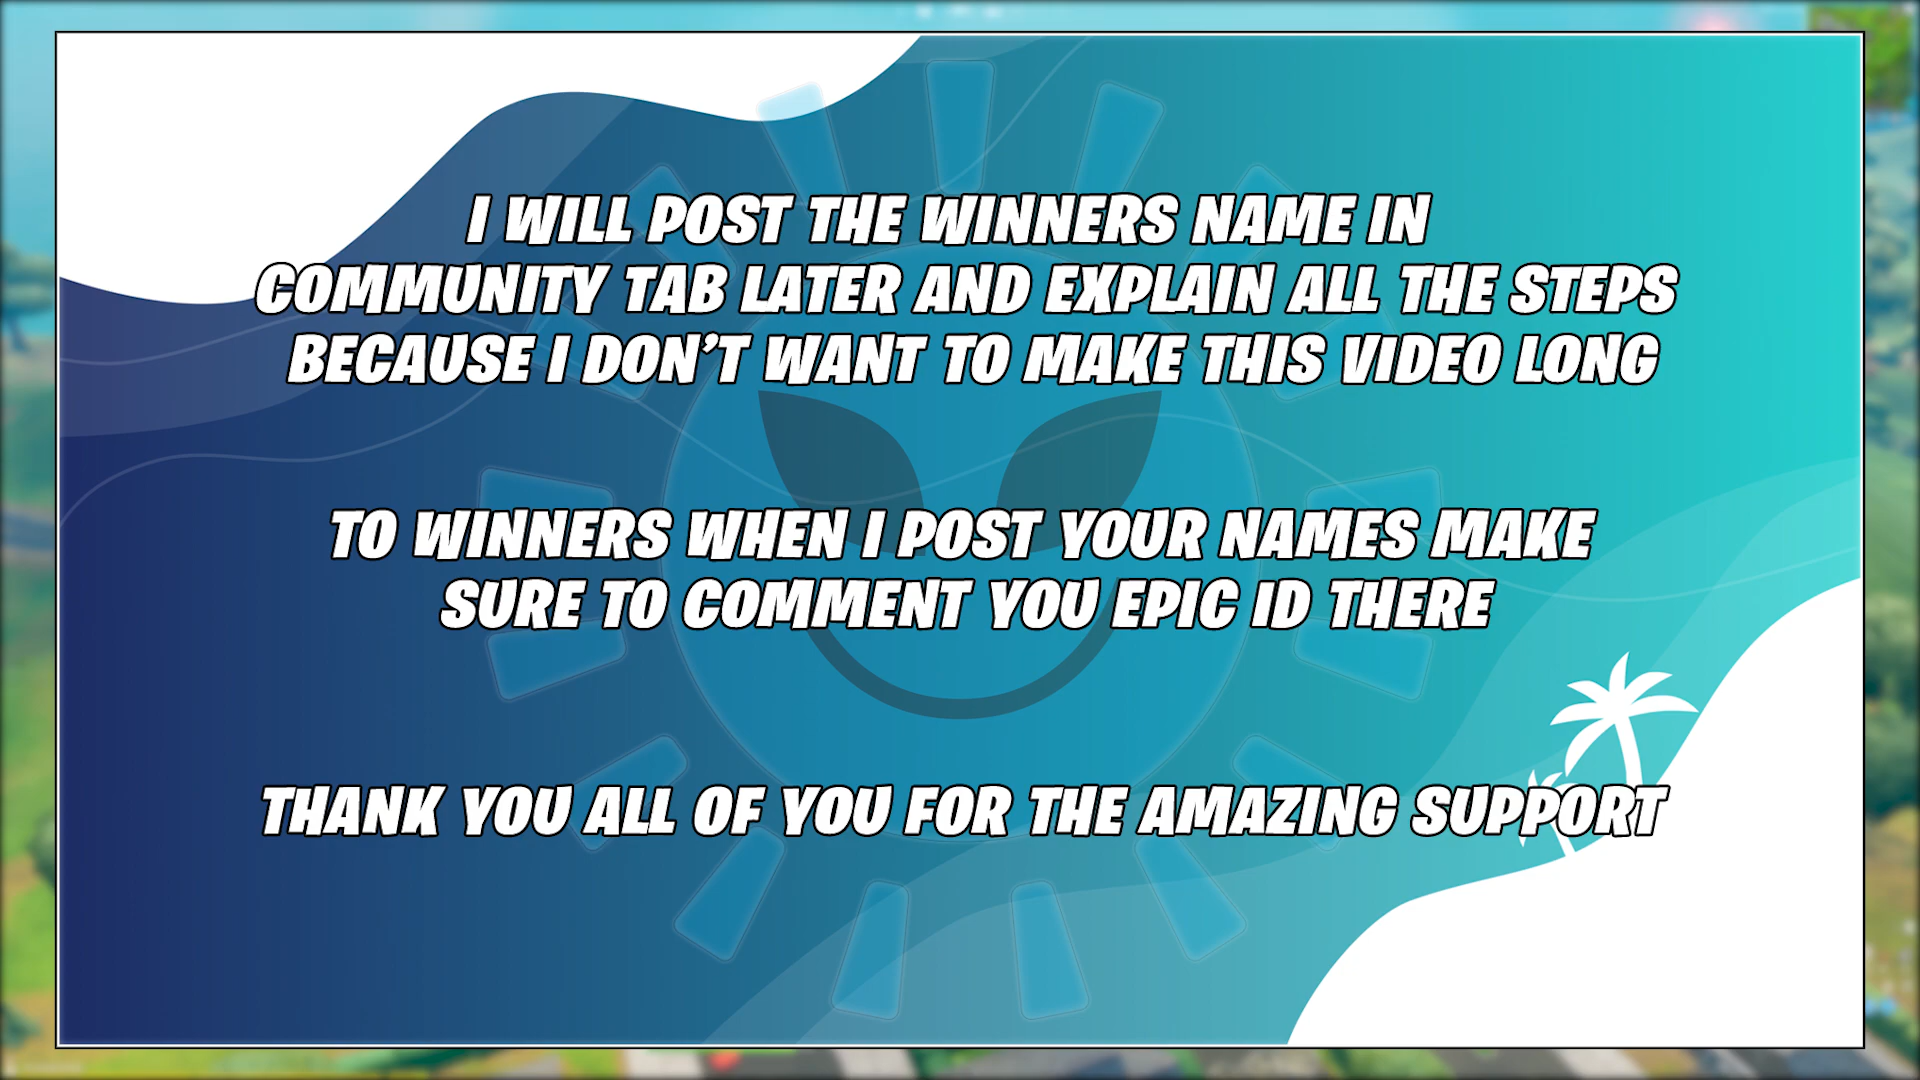 I WILL POST THE WINNERS NAME IN
COMMUNITY TAB LATER AND EXPLAIN ALL THE STEPS
BECAUSE I DON'T WANT TO MAKE THIS VIDEO LONG
TO WINNERS WHEN I POST YOUR NAMES MAKE
SURE TO COMMENT YOU EPIC ID THERE
THANK YOU ALL OF YOU FOR THE AMAZING SUPPORT